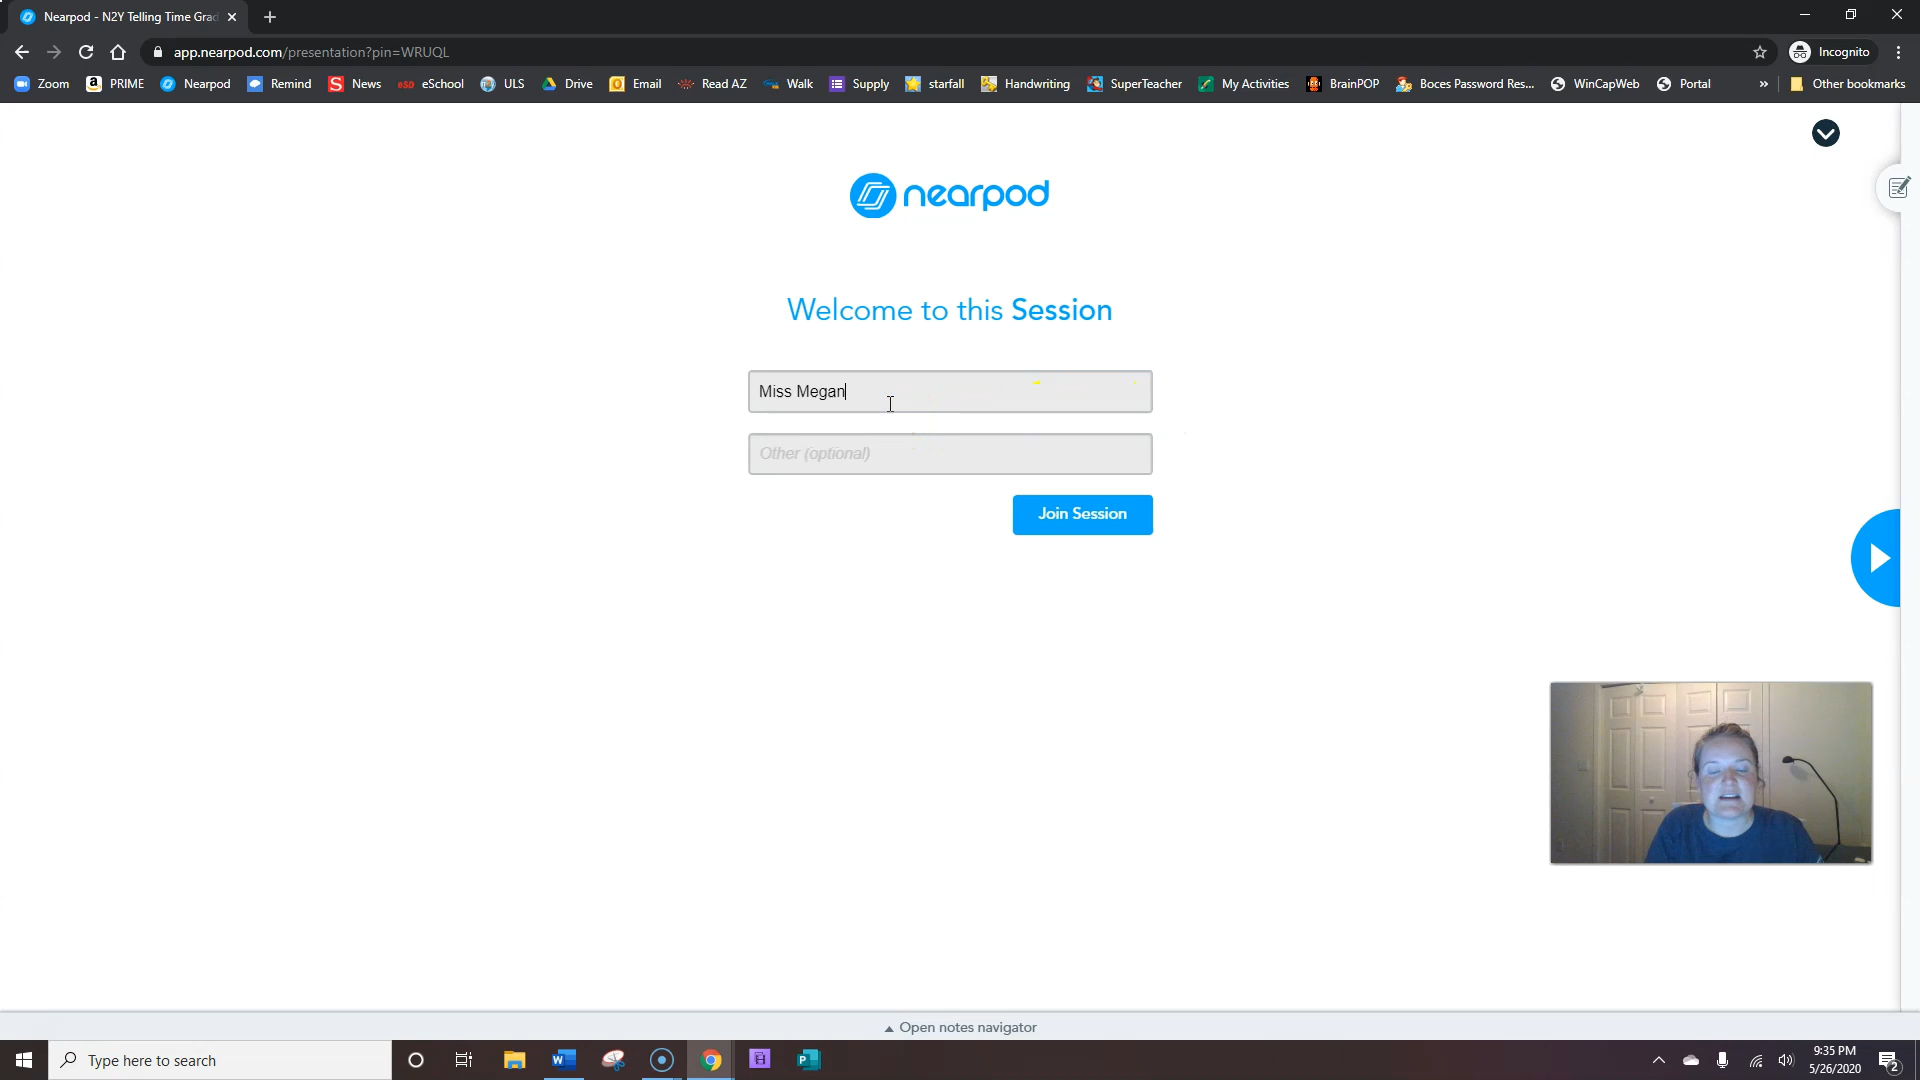 Nearpod - N2Y Telling Time Grad
app.nearpod.com/presentation?pin=WRUQL
Incognito
Zoom PRIME Nearpod Remind News eSchool ULS Drive Email Read AZ Walk Supply starfall Handwriting SuperTeacher My Activities BrainPOP Boces Password Res... WinCapWeb Portal » Other bookmarks
nearpod
Welcome to this Session
Miss Megan
Other (optional)
Join Session
Open notes navigator
Type here to search
9:35 PM
5/26/2020
2